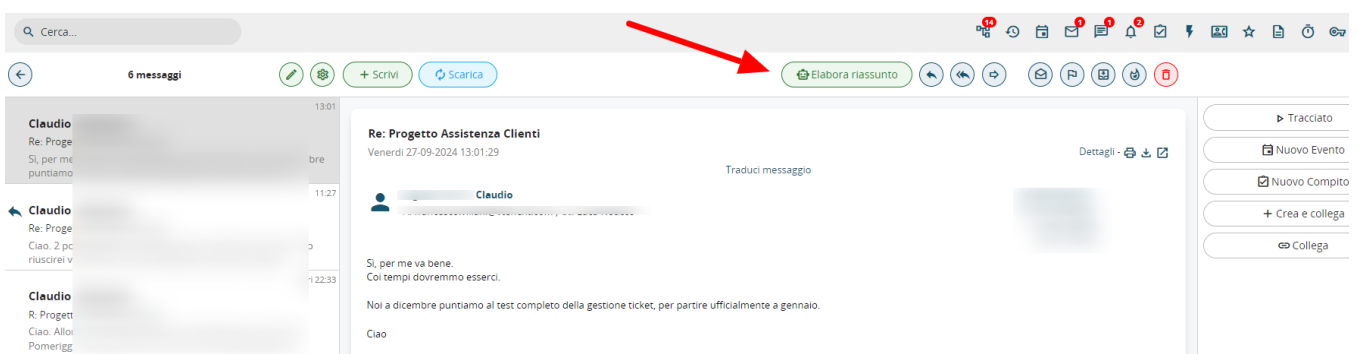 Cerca...
14
1
1
2
6 messaggi
+ Scrivi
Scarica
Elabora riassunto
13:01
Claudio
Re: Proge
Sì, per me
bre
puntiamo
11:27
Claudio
Re: Proge
Ciao. 2 po
riuscirei v
22:33
Claudio
R: Progett
Ciao. Allo
Pomerigg
Re: Progetto Assistenza Clienti
Venerdì 27-09-2024 13:01:29
Dettagli -
Traduci messaggio
Claudio
Sì, per me va bene.
Coi tempi dovremmo esserci.
Noi a dicembre puntiamo al test completo della gestione ticket, per partire ufficialmente a gennaio.
Ciao
Tracciato
Nuovo Evento
Nuovo Compito
+ Crea e collega
Collega